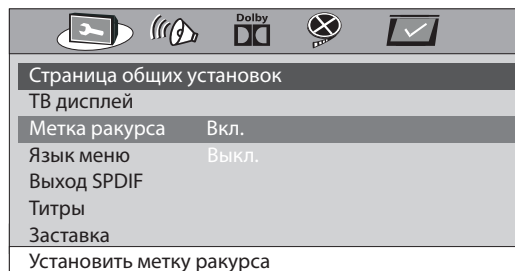 Dolby
Страница общих установок
ТВ дисплей
Метка ракурса Вкл.
Язык меню Выкл.
Выход SPDIF
Титры
Заставка
Установить метку ракурса